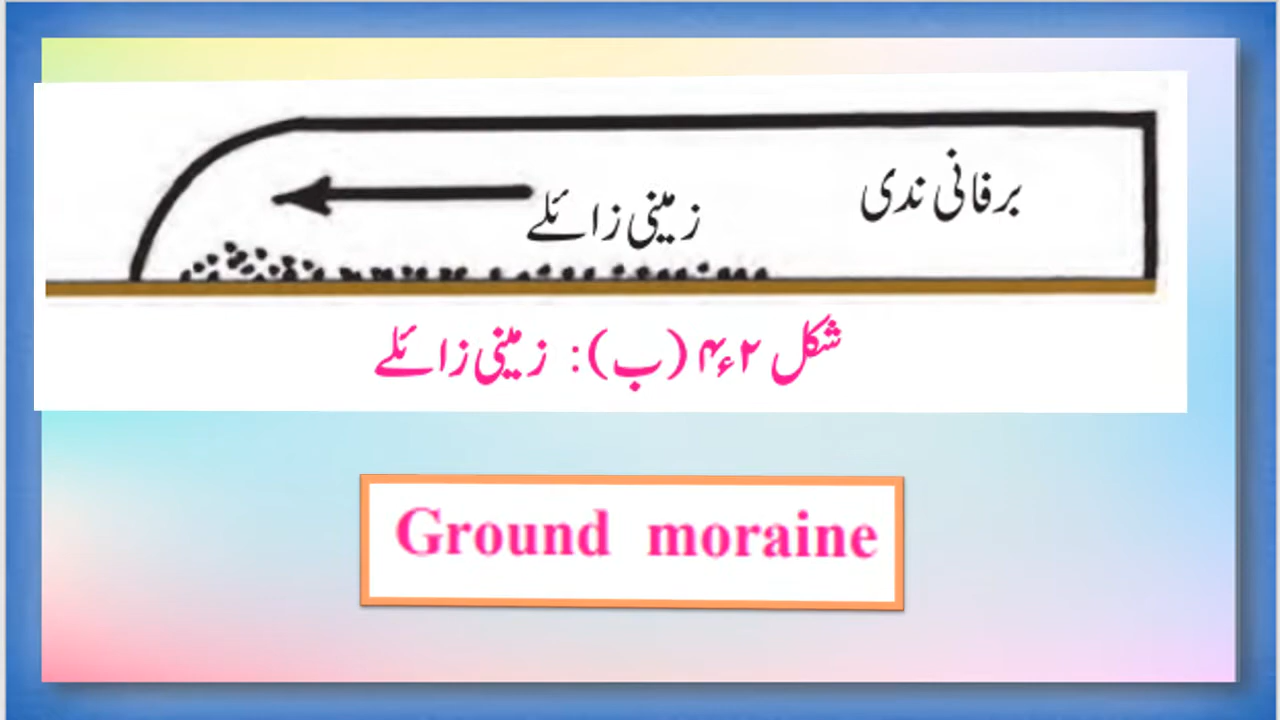 برفانی ندی
زمینی زائلے
شکل ۲ء۴ (ب): زمینی زائلے
Ground moraine